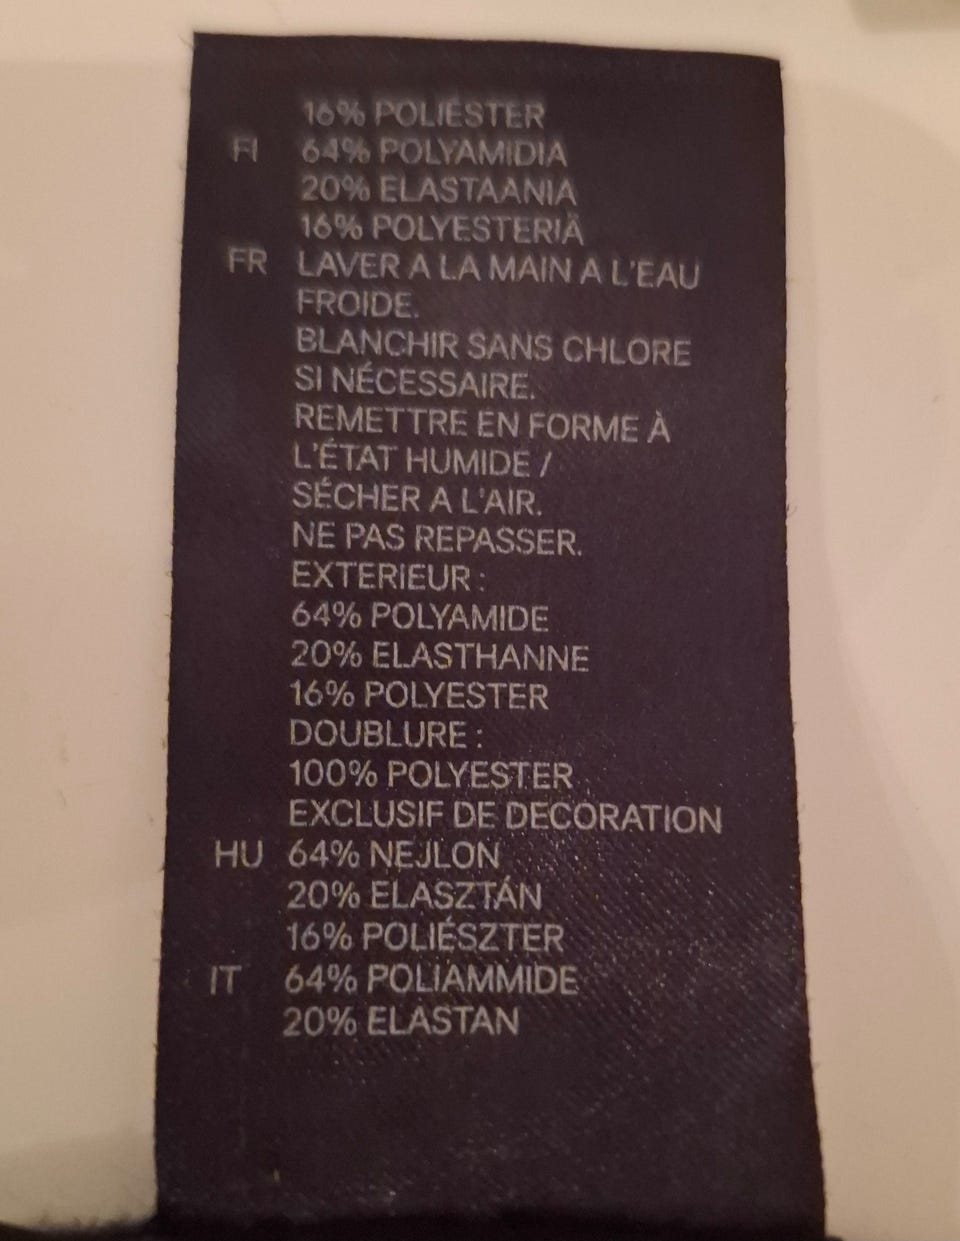 16% POLIÉSTER
FI 64% POLYAMIDIA
20% ELASTAANIA
16% POLYESTERIÄ
FR LAVER A LA MAIN A L'EAU
FROIDE.
BLANCHIR SANS CHLORE
SI NÉCESSAIRE.
REMETTRE EN FORME À
L'ÉTAT HUMIDE /
SÉCHER A L'AIR.
NE PAS REPASSER.
EXTERIEUR :
64% POLYAMIDE
20% ELASTHANNE
16% POLYESTER
DOUBLURE :
100% POLYESTER
EXCLUSIF DE DECORATION
HU 64% NEJLON
20% ELASZTÁN
16% POLIÉSZTER
IT 64% POLIAMMIDE
20% ELASTAN